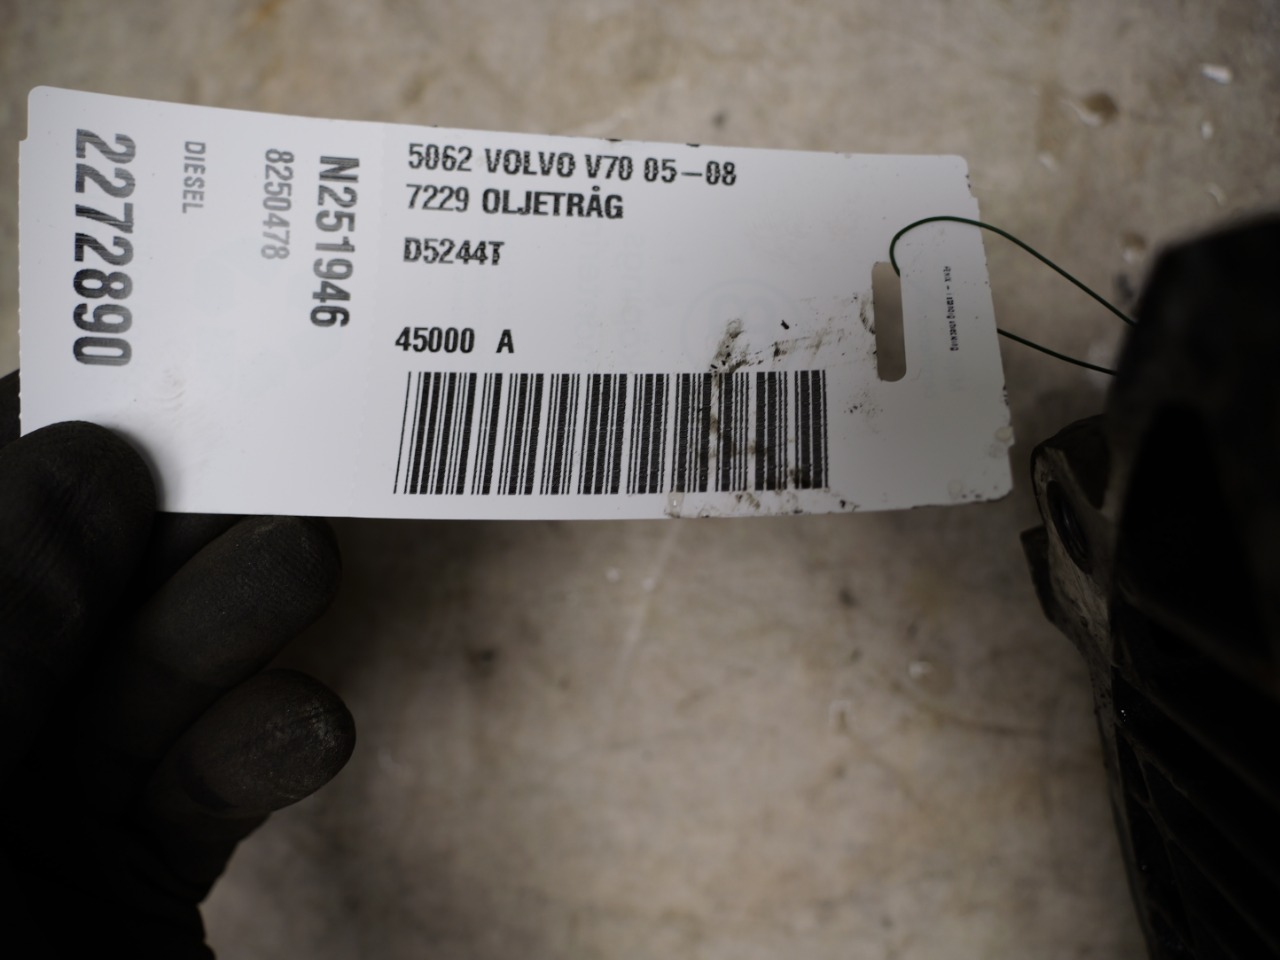 5062 VOLVO V70 05-08
7229 OLJETRÅG
D5244T
45000 A
N251946
8250478
DIESEL
2272890